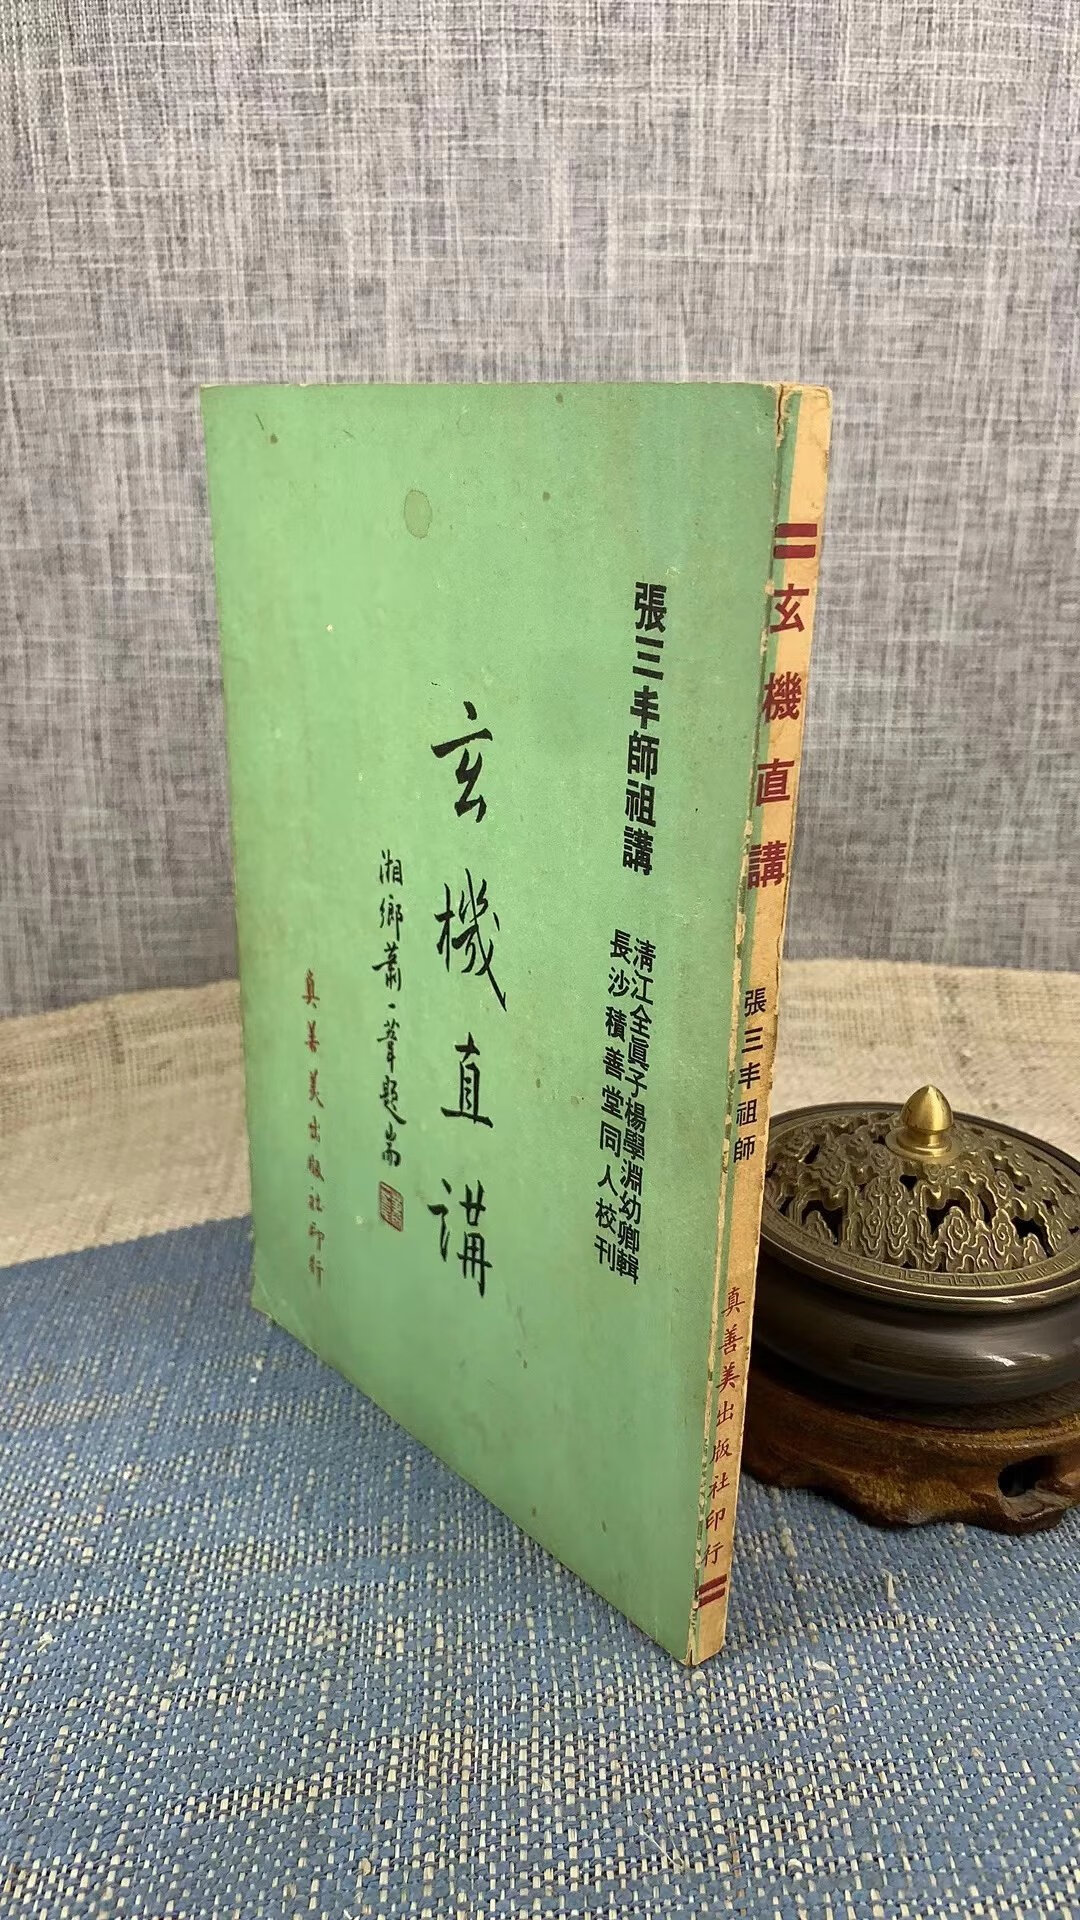 張三丰師祖講
清江全眞子楊學淵幼卿輯
長沙積善堂同人校刊
玄機直講
湘鄉蕭一葦題耑
真善美出版社印行
玄機直講
張三丰祖師
真善美出版社印行